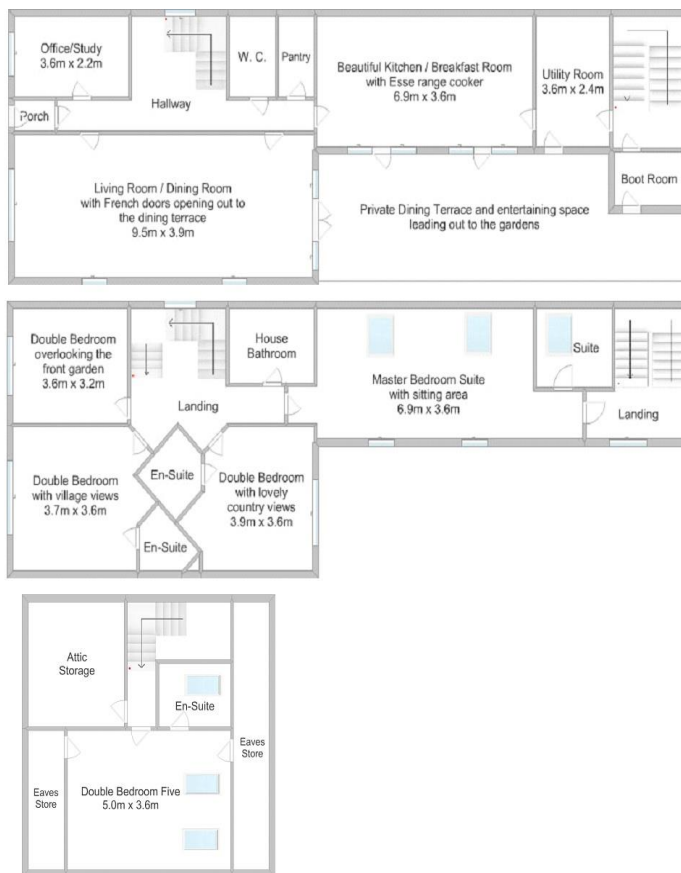 Office/Study
3.6m x 2.2m
W. C.
Pantry
Beautiful Kitchen / Breakfast Room
with Esse range cooker
6.9m x 3.6m
Utility Room
3.6m x 2.4m
Hallway
Porch
Living Room / Dining Room
with French doors opening out to
the dining terrace
9.5m x 3.9m
Private Dining Terrace and entertaining space
leading out to the gardens
Boot Room
Double Bedroom
overlooking the
front garden
3.6m x 3.2m
House
Bathroom
Landing
Master Bedroom Suite
with sitting area
6.9m x 3.6m
Suite
Landing
Double Bedroom
with village views
3.7m x 3.6m
En-Suite
En-Suite
Double Bedroom
with lovely
country views
3.9m x 3.6m
Attic
Storage
En-Suite
Eaves
Store
Double Bedroom Five
5.0m x 3.6m
Eaves
Store